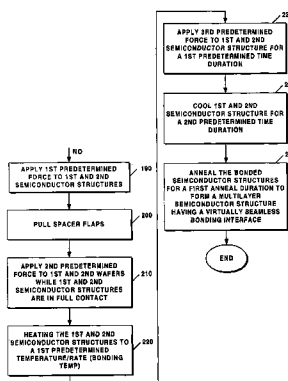 ND
APPLY 1ST PREDETERMINED
FORCE TO 1ST AND 2ND
SEMICONDUCTOR STRUCTURES
190
PULL SPACER FLAPS
200
APPLY 2ND PREDETERMINED
FORCE TO 1ST AND 2ND WAFERS
WHILE 1ST AND 2ND
SEMICONDUCTOR STRUCTURES
ARE IN FULL CONTACT
210
HEATING THE 1ST AND 2ND
SEMICONDUCTOR STRUCTURES TO
A 1ST PREDETERMINED
TEMPERATURE/RATE (BONDING
TEMP)
220
APPLY 3RD PREDETERMINED
FORCE TO 1ST AND 2ND
SEMICONDUCTOR STRUCTURE FOR
A 1ST PREDETERMINED TIME
DURATION
COOL 1ST AND 2ND
SEMICONDUCTOR STRUCTURE FOR
A 2ND PREDETERMINED TIME
DURATION
ANNEAL THE BONDED
SEMICONDUCTOR STRUCTURES
FOR A FIRST ANNEAL DURATION TO
FORM A MULTILAYER
SEMICONDUCTOR STRUCTURE
HAVING A VIRTUALLY SEAMLESS
BONDING INTERFACE
END